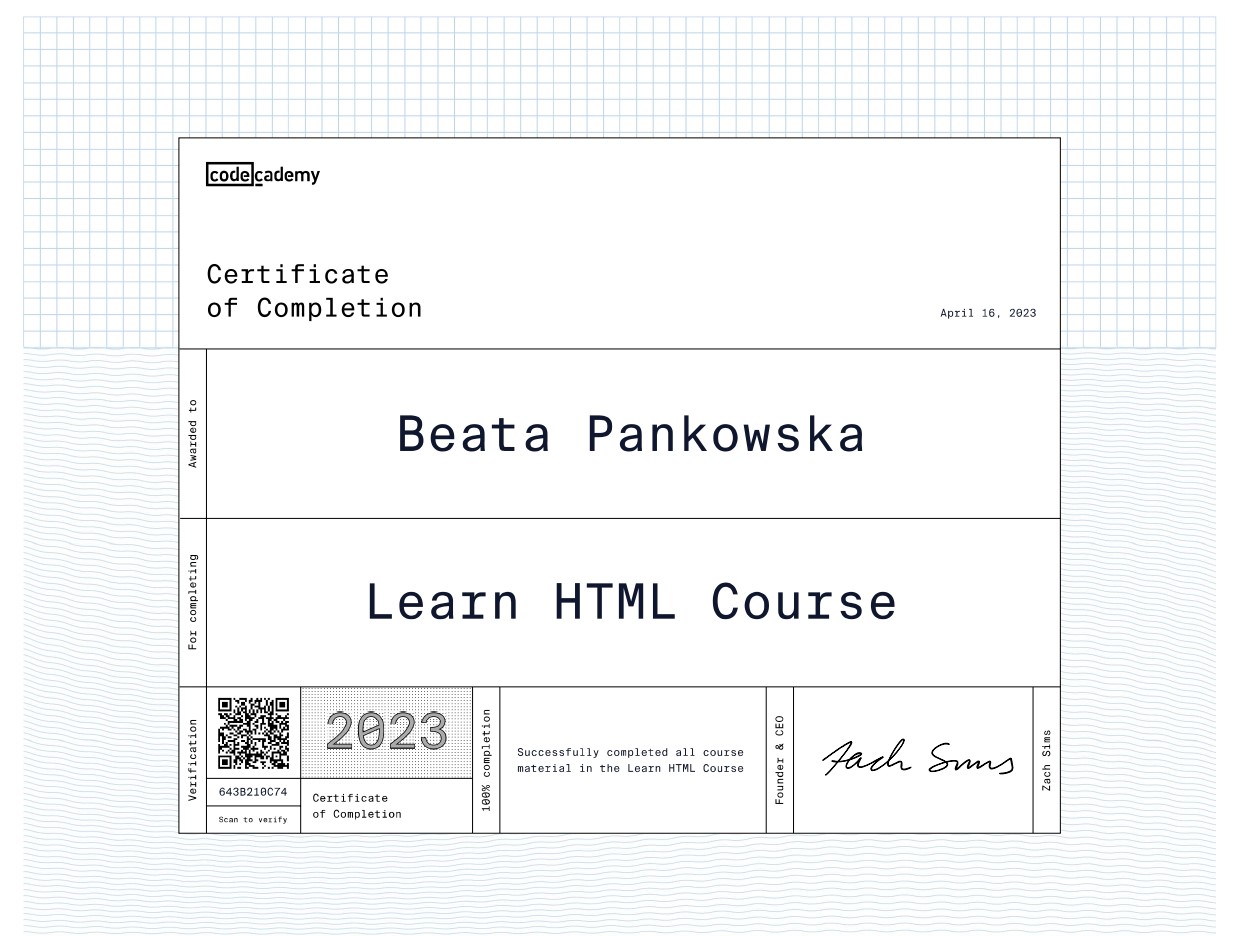 codecademy
Certificate
of Completion
April 16, 2023
Awarded to
Beata Pankowska
For completing
Learn HTML Course
Verification
643B210C74
Scan to verify
2023
Certificate
of Completion
100% completion
Successfully completed all course
material in the Learn HTML Course
Founder & CEO
Zach Sims
Zach Sims